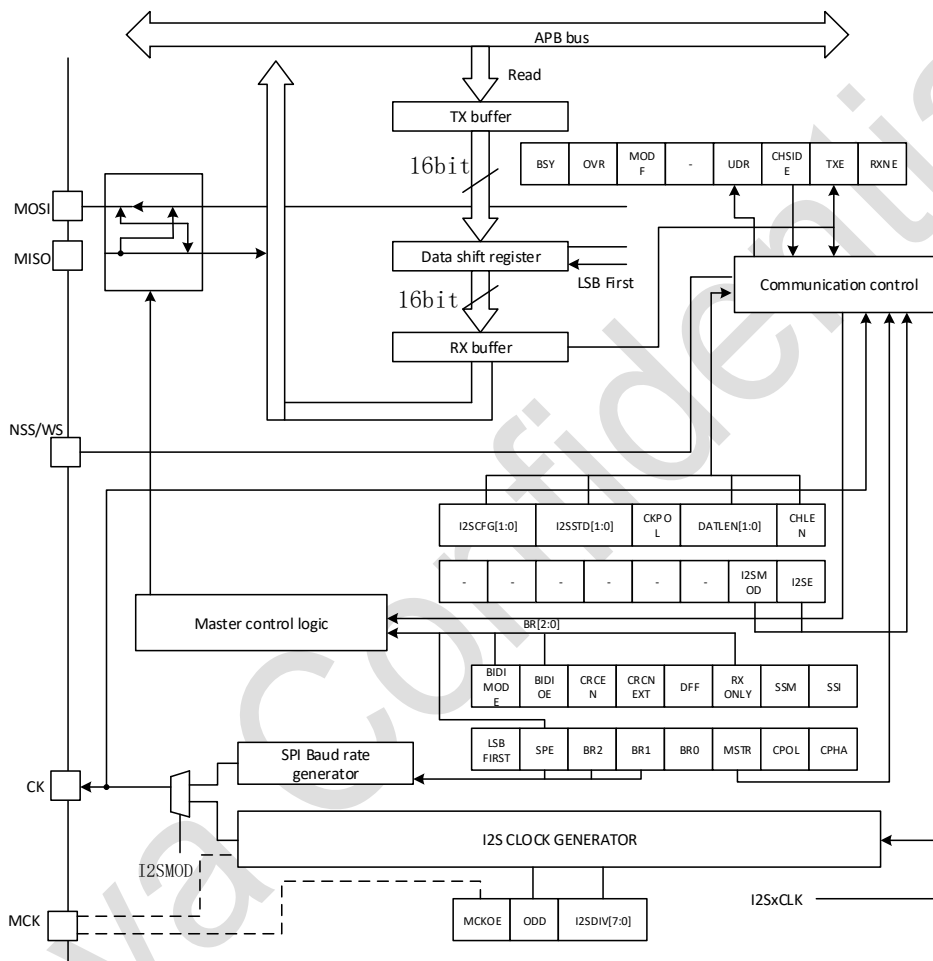 APB bus
Read
TX buffer
16bit
BSY
OVR
MOD
F
-
UDR
CHSID
E
TXE
RXNE
MOSI
MISO
Data shift register
LSB First
Communication control
16bit
RX buffer
NSS/WS
I2SCFG[1:0]
I2SSTD[1:0]
CKPO
L
DATLEN[1:0]
CHLE
N
-
-
-
-
-
-
I2SM
OD
I2SE
Master control logic
BR[2:0]
BIDI
MOD
E
BIDI
OE
CRCE
N
CRCN
EXT
DFF
RX
ONLY
SSM
SSI
LSB
FIRST
SPE
BR2
BR1
BR0
MSTR
CPOL
CPHA
SPI Baud rate
generator
CK
I2S CLOCK GENERATOR
I2SMOD
MCK
MCKOE
ODD
I2SDIV[7:0]
I2SxCLK
ya Confidentia